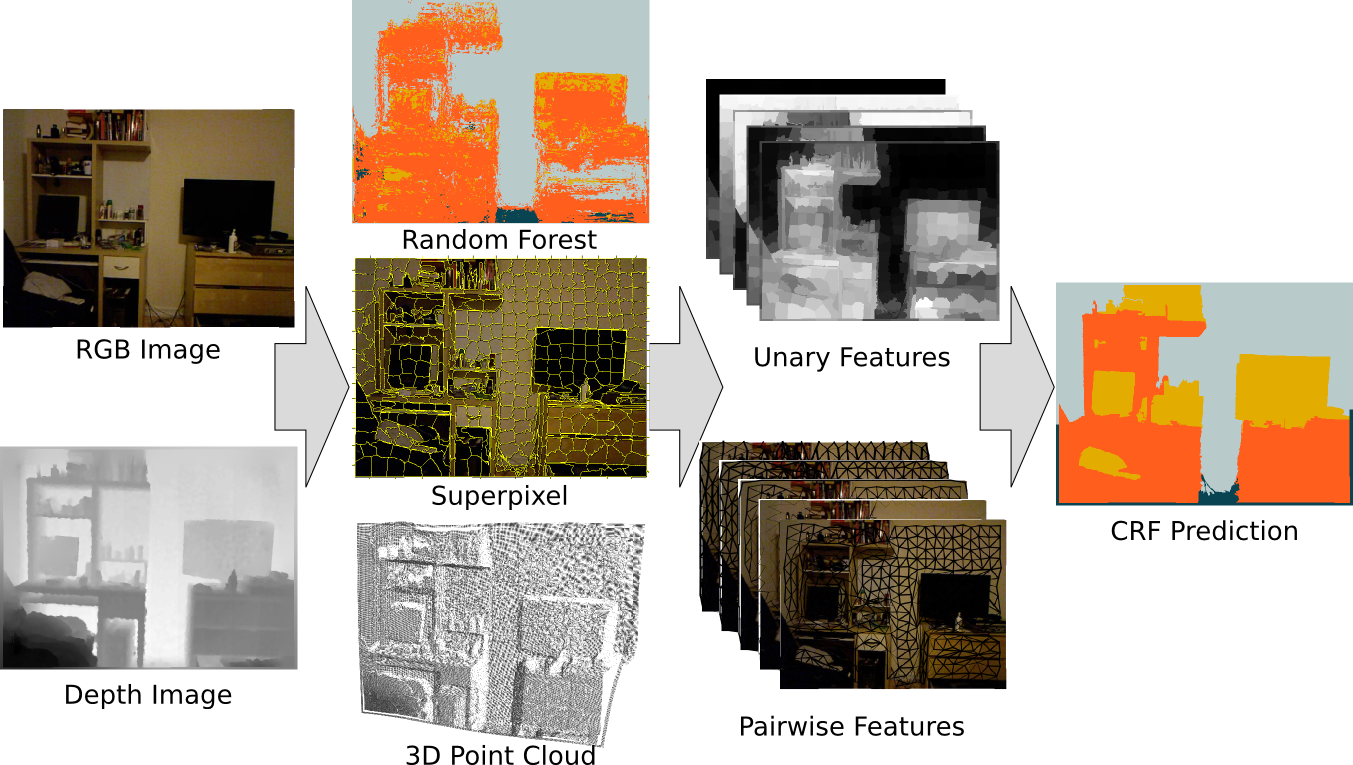 RGB Image
Depth Image
Random Forest
Superpixel
3D Point Cloud
Unary Features
Pairwise Features
CRF Prediction